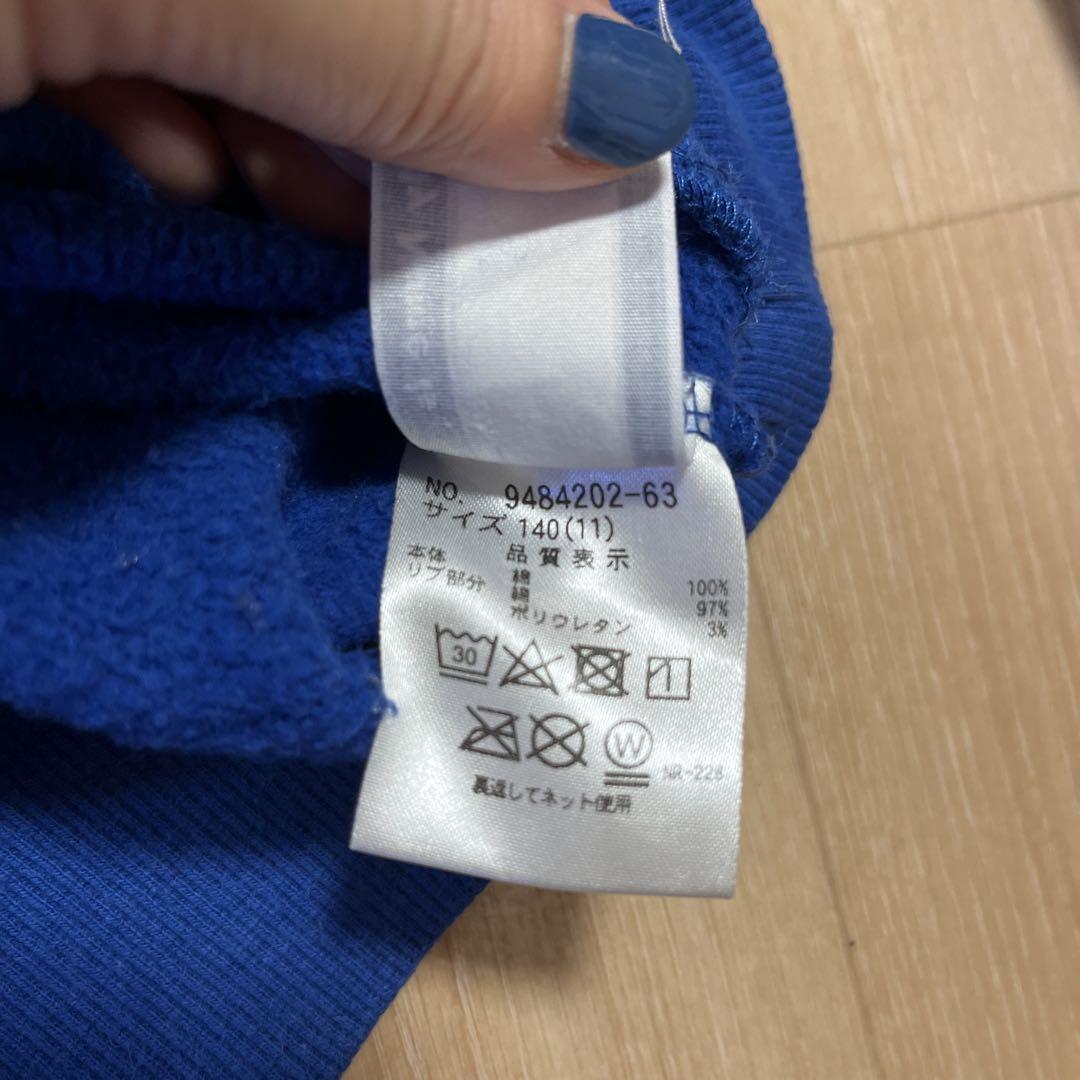 NO. 9484202-63
サイズ 140(11)
品質表示
本体 綿 100%
リブ部分 綿 97%
ポリウレタン 3%
30
W
NR-228
裏返してネット使用